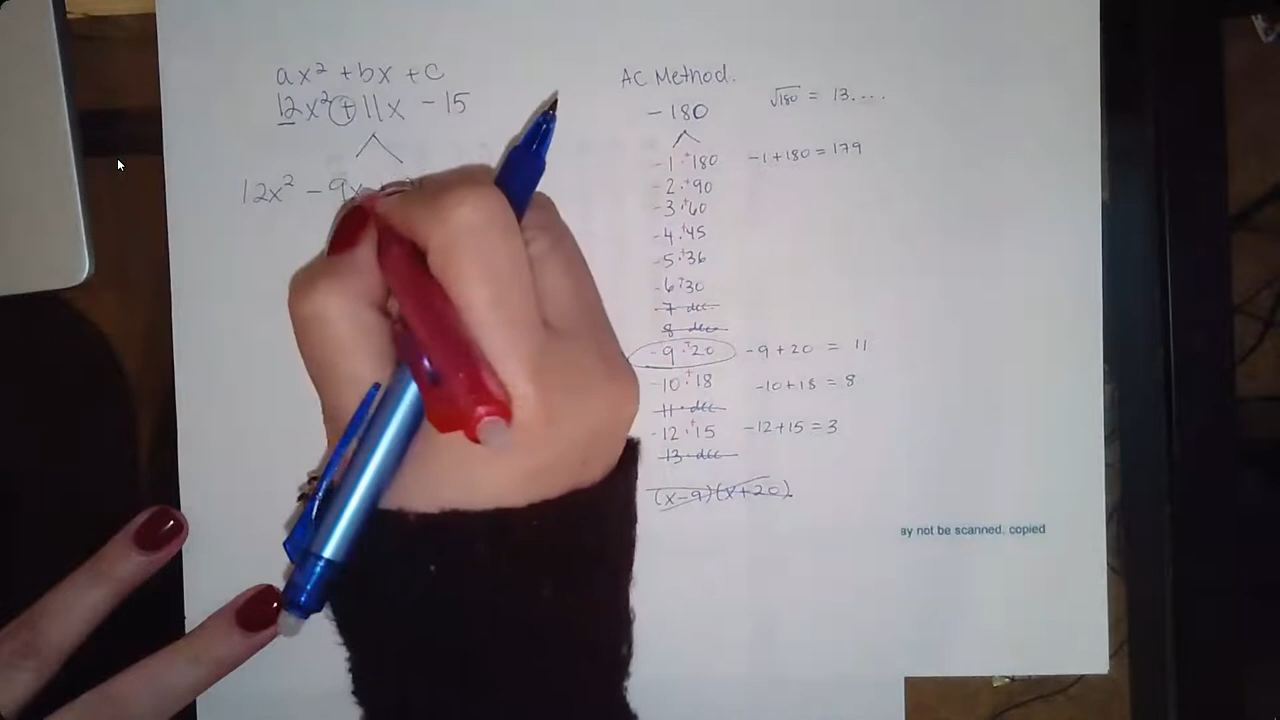 ax² + bx + c
12x² + 11x - 15
12x² - 9x +
AC Method.
-180
√180 = 13. ....
-1 · +180 -1 + 180 = 179
-2 · +90
-3 · +60
-4 · +45
-5 · +36
-6 · +30
7 dec
8 dec
-9 · +20 -9 + 20 = 11
-10 · +18 -10 + 18 = 8
11 · dec
-12 · +15 -12 + 15 = 3
13 · dec
(x-9)(x+20)
ay not be scanned, copied